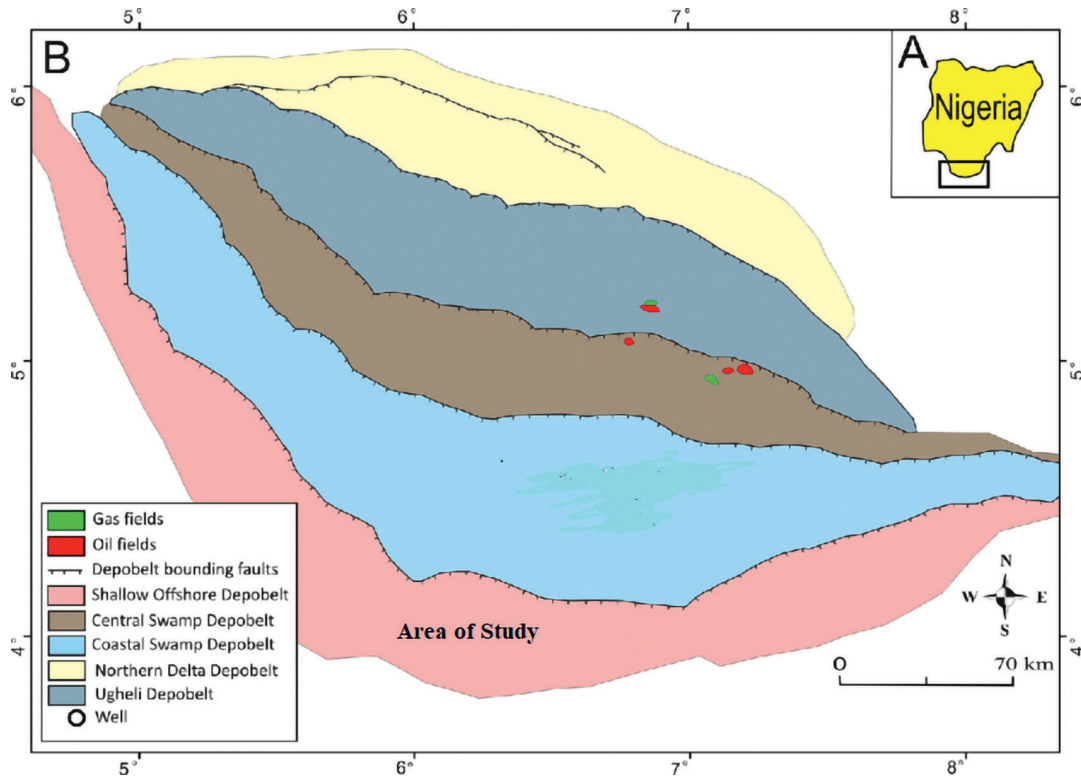 5°
6°
7°
8°
B
A
Nigeria
6°
6°
5°
5°
4°
4°
Gas fields
Oil fields
Depobelt bounding faults
Shallow Offshore Depobelt
Central Swamp Depobelt
Coastal Swamp Depobelt
Northern Delta Depobelt
Ugheli Depobelt
Well
Area of Study
N
W
E
S
0
70 km
5°
6°
7°
8°